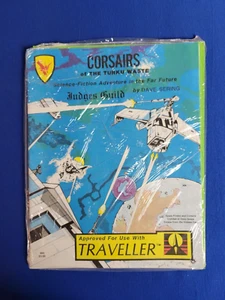 CORSAIRS
of THE TURKU WASTE
Science-Fiction Adventure in the Far Future
Judges Guild
by DAVE SERING
Approved For Use With
TRAVELLER™